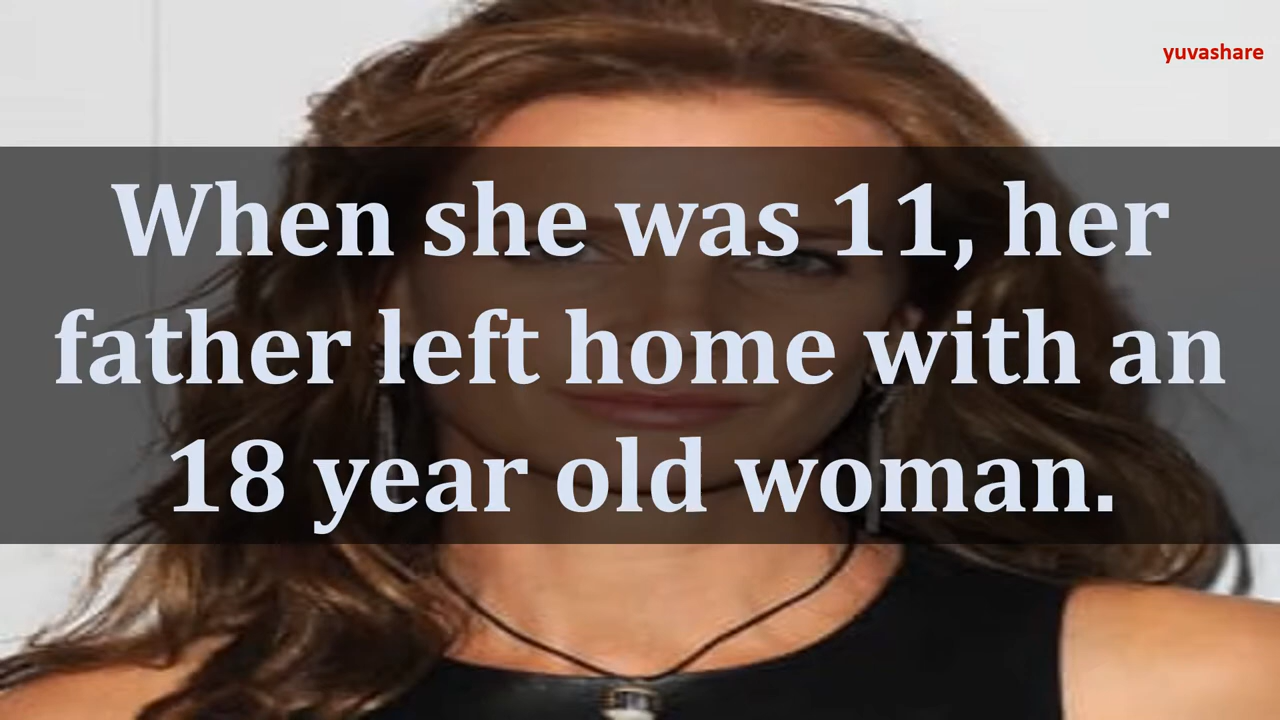 yuvashare
When she was 11, her
father left home with an
18 year old woman.